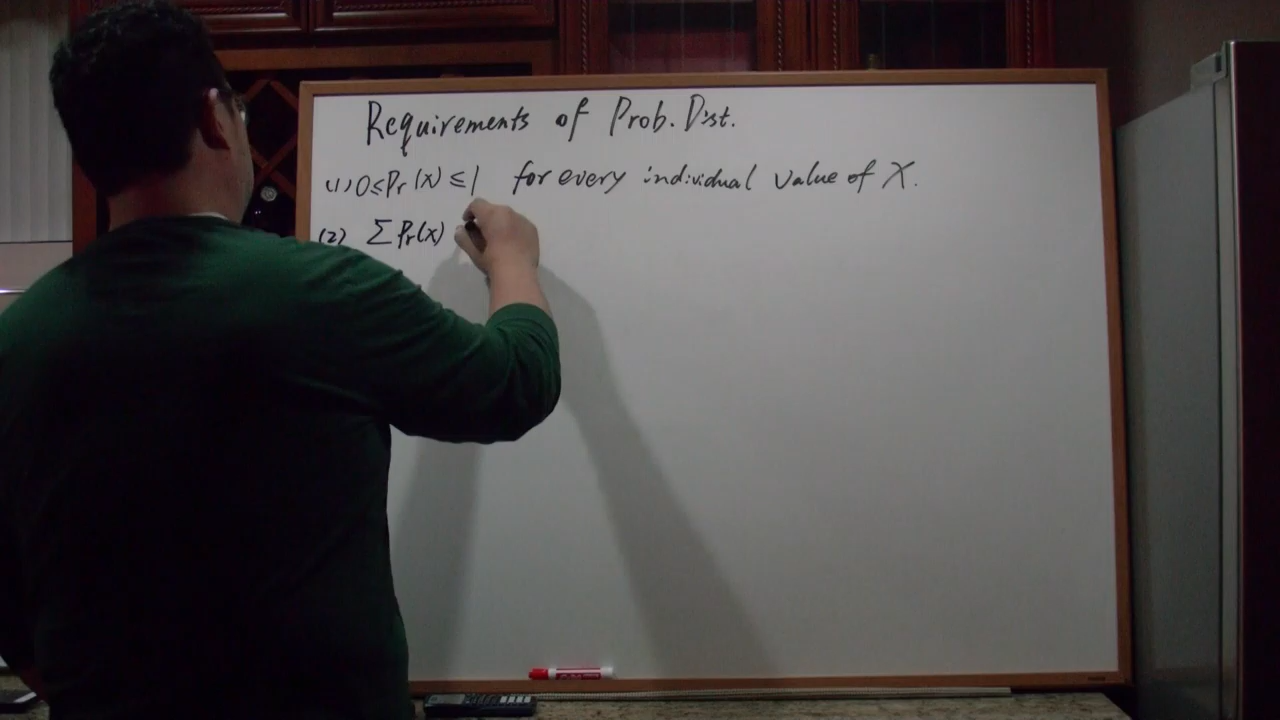 Requirements of Prob. Dist.
(1) 0 ≤ Pr(x) ≤ 1 for every individual value of X.
(2) ∑ Pr(x)